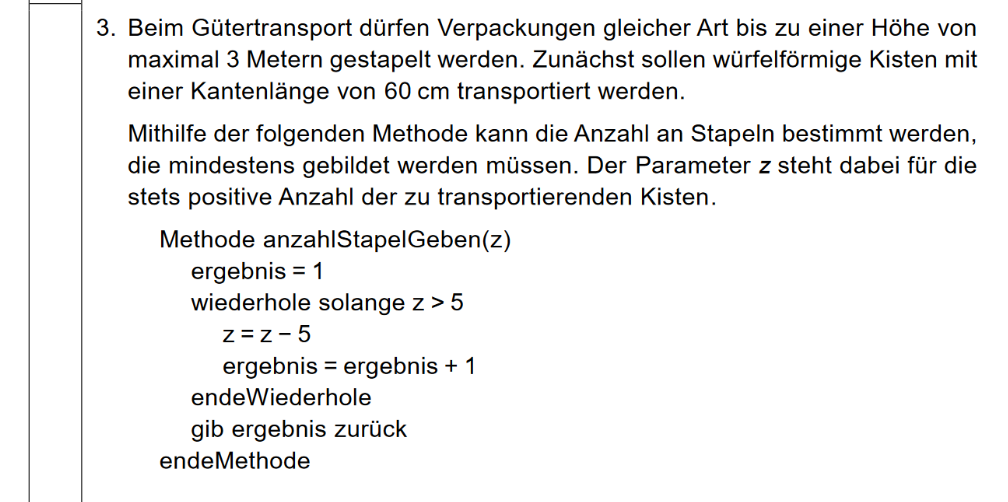 3. Beim Gütertransport dürfen Verpackungen gleicher Art bis zu einer Höhe von
maximal 3 Metern gestapelt werden. Zunächst sollen würfelförmige Kisten mit
einer Kantenlänge von 60 cm transportiert werden.
Mithilfe der folgenden Methode kann die Anzahl an Stapeln bestimmt werden,
die mindestens gebildet werden müssen. Der Parameter z steht dabei für die
stets positive Anzahl der zu transportierenden Kisten.
Methode anzahlStapelGeben(z)
ergebnis = 1
wiederhole solange z > 5
z = z − 5
ergebnis = ergebnis + 1
endeWiederhole
gib ergebnis zurück
endeMethode